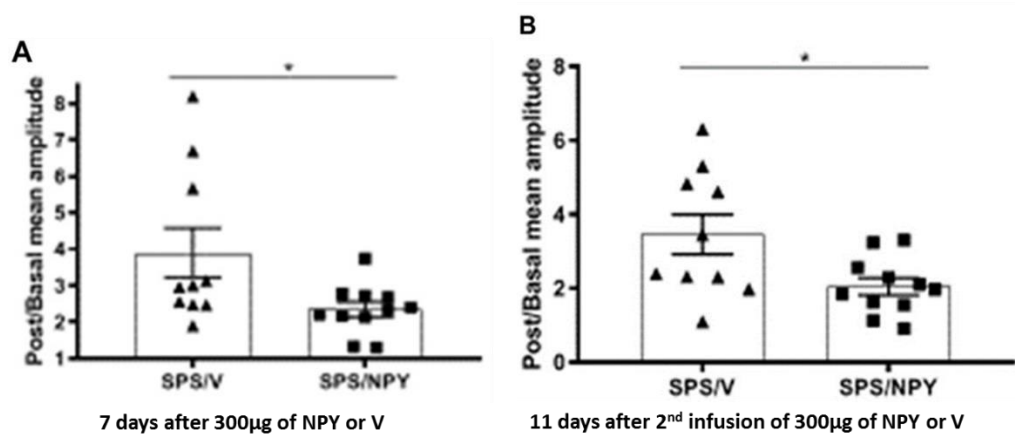 A
*
Post/Basal mean amplitude
8
7
6
5
4
3
2
1
SPS/V SPS/NPY
7 days after 300µg of NPY or V
B
*
Post/Basal mean amplitude
8
6
4
2
0
SPS/V SPS/NPY
11 days after 2nd infusion of 300µg of NPY or V